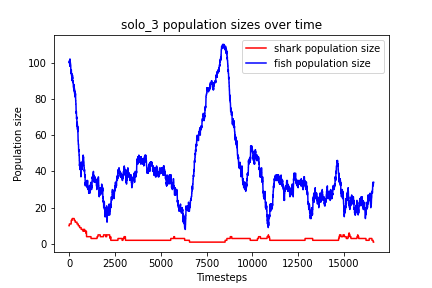 solo_3 population sizes over time
shark population size
fish population size
Population size
100
80
60
40
20
0
0
2500
5000
7500
10000
12500
15000
Timesteps